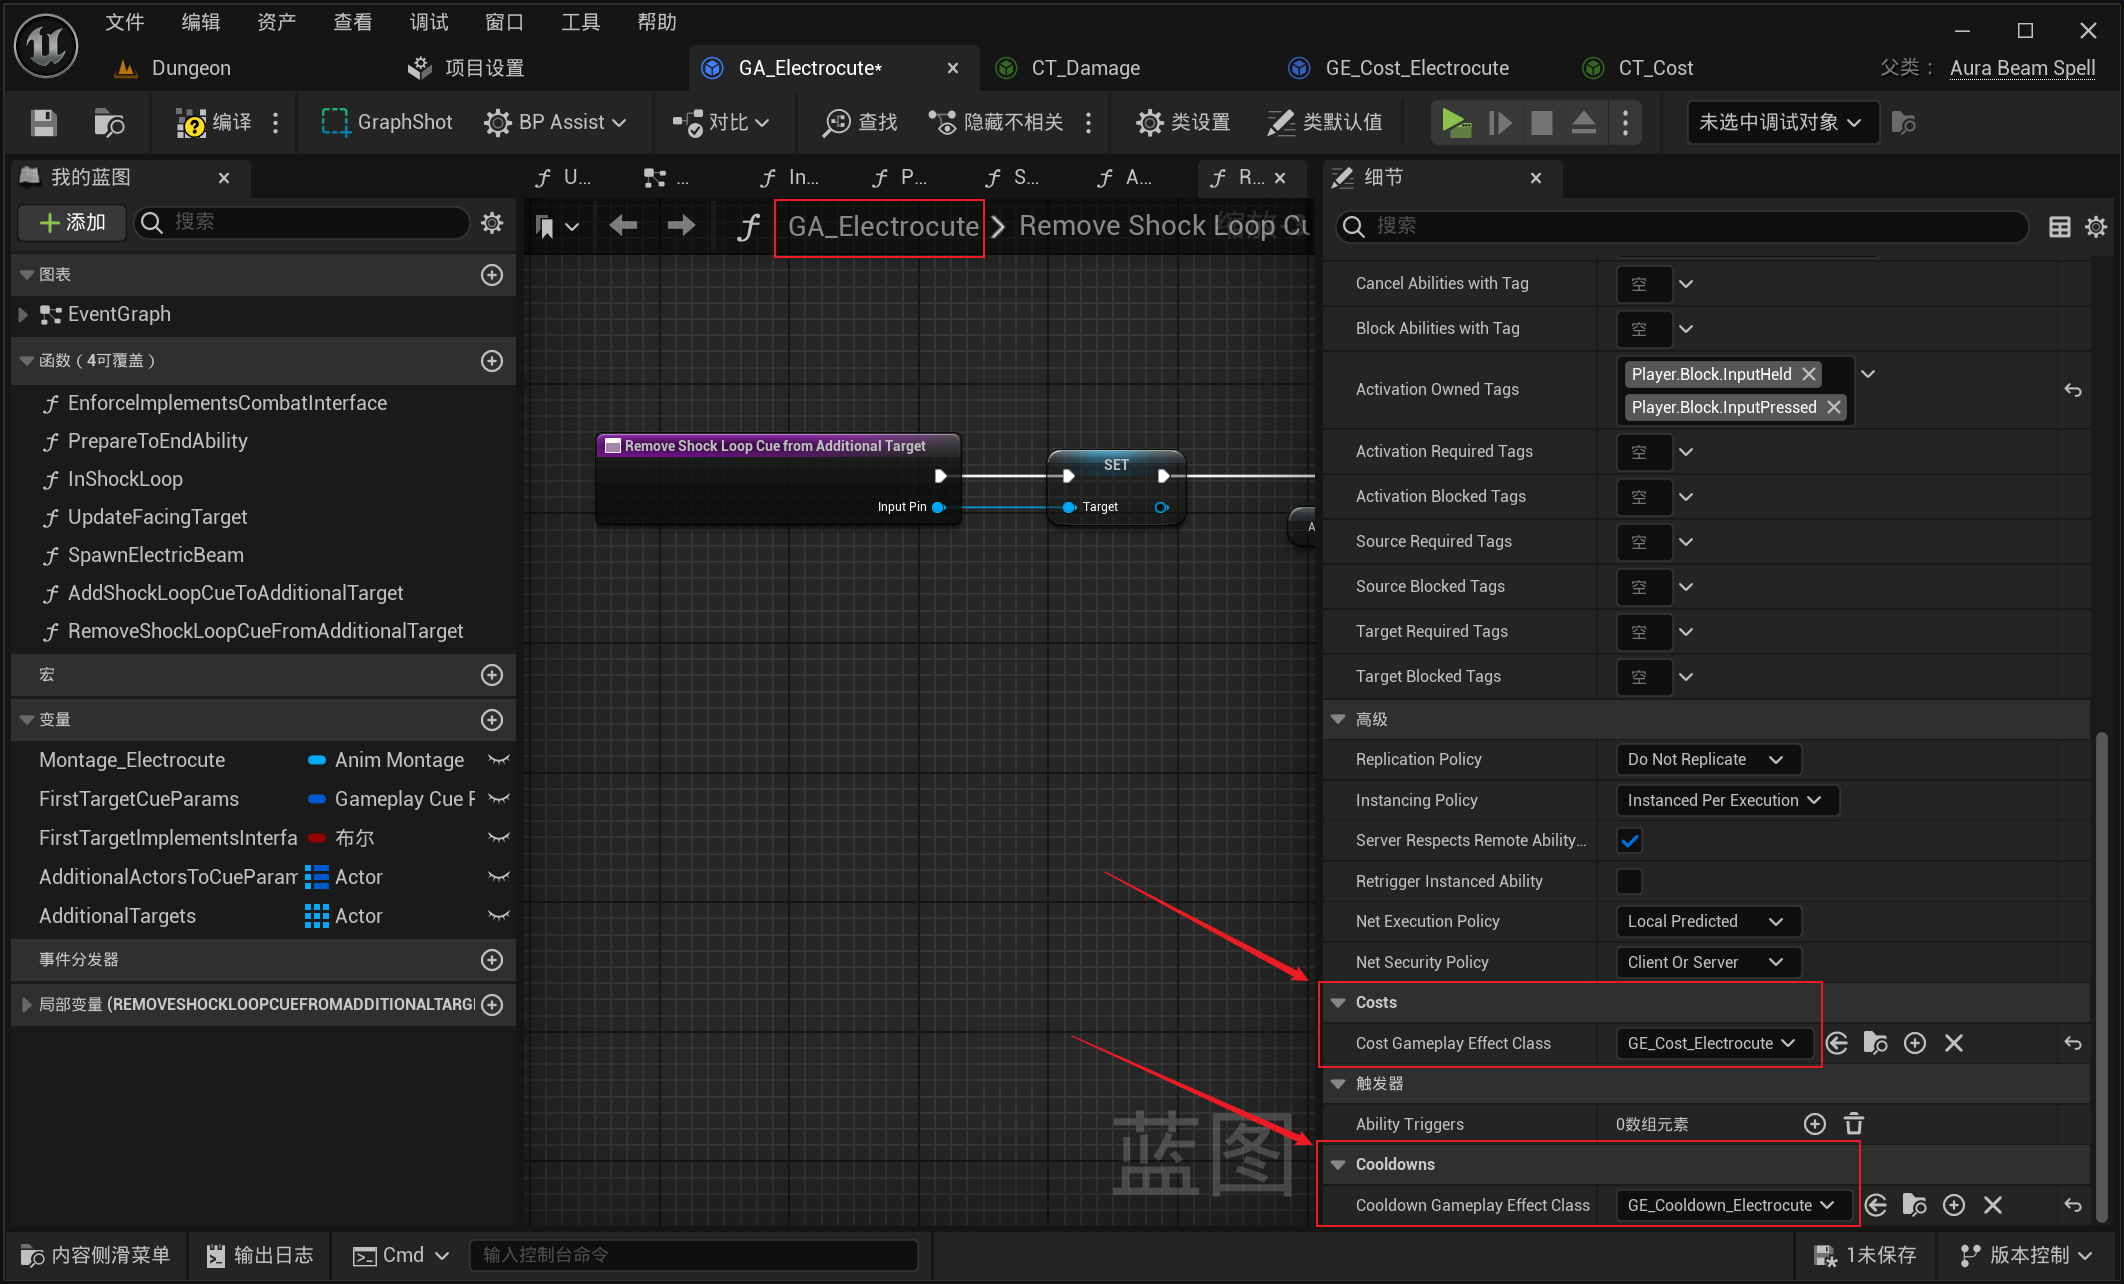 文件 编辑 资产 查看 调试 窗口 工具 帮助
Dungeon 项目设置 GA_Electrocute* CT_Damage GE_Cost_Electrocute CT_Cost 父类： Aura Beam Spell
编译 GraphShot BP Assist 对比 查找 隐藏不相关 类设置 类默认值 未选中调试对象
我的蓝图
添加 搜索
图表
EventGraph
函数（4可覆盖）
EnforceImplementsCombatInterface
PrepareToEndAbility
InShockLoop
UpdateFacingTarget
SpawnElectricBeam
AddShockLoopCueToAdditionalTarget
RemoveShockLoopCueFromAdditionalTarget
宏
变量
Montage_Electrocute Anim Montage
FirstTargetCueParams Gameplay Cue F
FirstTargetImplementsInterfa 布尔
AdditionalActorsToCueParam Actor
AdditionalTargets Actor
事件分发器
局部变量 (REMOVESHOCKLOOPCUEFROMADDITIONALTARG
U... ... In... P... S... A... R...
GA_Electrocute Remove Shock Loop Cu
缩放
Remove Shock Loop Cue from Additional Target
Input Pin
SET
Target
A
蓝图
细节
搜索
Cancel Abilities with Tag 空
Block Abilities with Tag 空
Activation Owned Tags Player.Block.InputHeld
Player.Block.InputPressed
Activation Required Tags 空
Activation Blocked Tags 空
Source Required Tags 空
Source Blocked Tags 空
Target Required Tags 空
Target Blocked Tags 空
高级
Replication Policy Do Not Replicate
Instancing Policy Instanced Per Execution
Server Respects Remote Ability...
Retrigger Instanced Ability
Net Execution Policy Local Predicted
Net Security Policy Client Or Server
Costs
Cost Gameplay Effect Class GE_Cost_Electrocute
触发器
Ability Triggers 0数组元素
Cooldowns
Cooldown Gameplay Effect Class GE_Cooldown_Electrocute
内容侧滑菜单 输出日志 Cmd 输入控制台命令 1未保存 版本控制